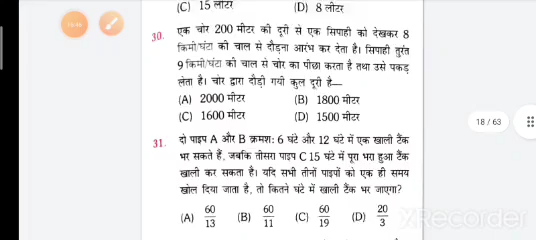 (C) 15 लीटर (D) 8 लीटर
30. एक चोर 200 मीटर की दूरी से एक सिपाही को देखकर 8
किमी/घंटा की चाल से दौड़ना आरंभ कर देता है। सिपाही तुरंत
9 किमी/घंटा की चाल से चोर का पीछा करता है तथा उसे पकड़
लेता है। चोर द्वारा दौड़ी गयी कुल दूरी है—
(A) 2000 मीटर (B) 1800 मीटर
(C) 1600 मीटर (D) 1500 मीटर
18 / 63
31. दो पाइप A और B क्रमश: 6 घंटे और 12 घंटे में एक खाली टैंक
भर सकते हैं, जबकि तीसरा पाइप C 15 घंटे में पूरा भरा हुआ टैंक
खाली कर सकता है। यदि सभी तीनों पाइपों को एक ही समय
खोल दिया जाता है, तो कितने घंटे में खाली टैंक भर जाएगा?
(A) 60/13 (B) 60/11 (C) 60/19 (D) 20/3
RECORDER